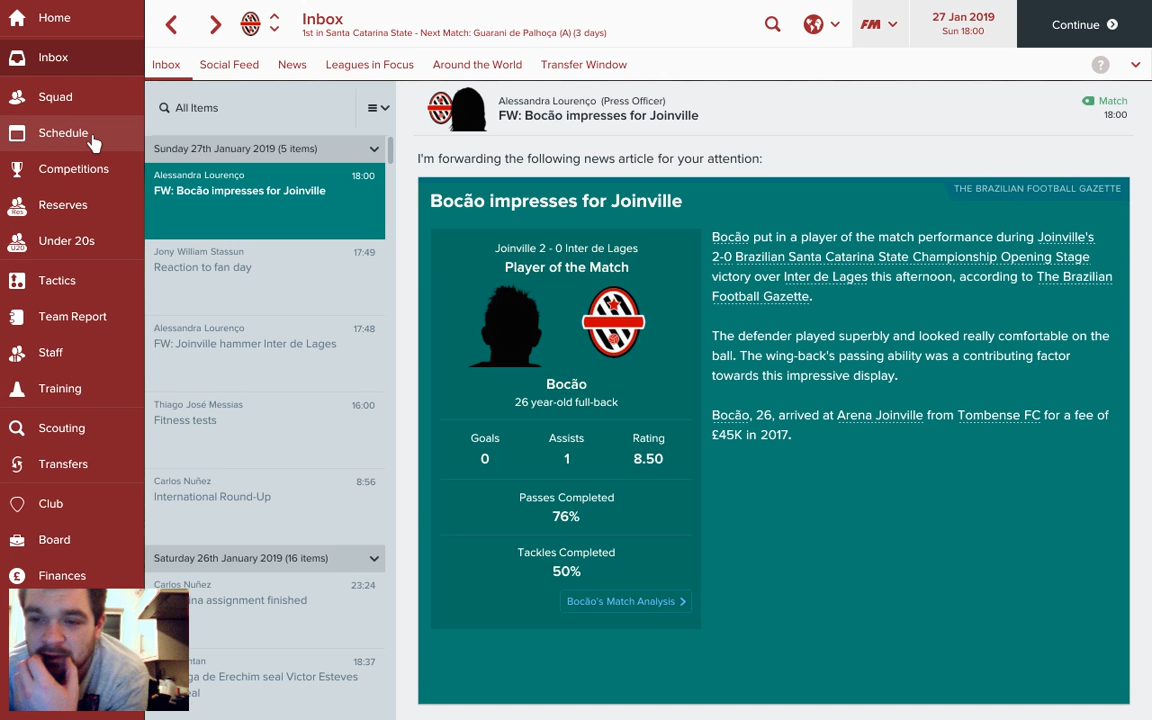 Home
Inbox
Squad
Schedule
Competitions
Reserves
Under 20s
Tactics
Team Report
Staff
Training
Scouting
Transfers
Club
Board
Finances
Inbox
1st in Santa Catarina State - Next Match: Guarani de Palhoça (A) (3 days)
FM
27 Jan 2019
Sun 18:00
Continue
Inbox
Social Feed
News
Leagues in Focus
Around the World
Transfer Window
?
All Items
Sunday 27th January 2019 (5 items)
Alessandra Lourenço 18:00
FW: Bocão impresses for Joinville
Jony William Stassun 17:49
Reaction to fan day
Alessandra Lourenço 17:48
FW: Joinville hammer Inter de Lages
Thiago José Messias 16:00
Fitness tests
Carlos Nuñez 8:56
International Round-Up
Saturday 26th January 2019 (16 items)
Carlos Nuñez 23:24
assignment finished
18:37
de Erechim seal Victor Esteves
Alessandra Lourenço (Press Officer)
FW: Bocão impresses for Joinville
Match
18:00
I'm forwarding the following news article for your attention:
THE BRAZILIAN FOOTBALL GAZETTE
Bocão impresses for Joinville
Joinville 2 - 0 Inter de Lages
Player of the Match
Bocão
26 year-old full-back
Goals Assists Rating
0 1 8.50
Passes Completed
76%
Tackles Completed
50%
Bocão's Match Analysis
Bocão put in a player of the match performance during Joinville's
2-0 Brazilian Santa Catarina State Championship Opening Stage
victory over Inter de Lages this afternoon, according to The Brazilian
Football Gazette.
The defender played superbly and looked really comfortable on the
ball. The wing-back's passing ability was a contributing factor
towards this impressive display.
Bocão, 26, arrived at Arena Joinville from Tombense FC for a fee of
£45K in 2017.